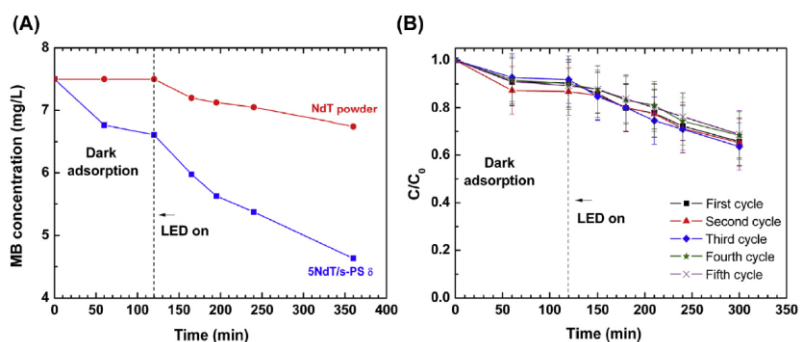 (A)
MB concentration (mg/L)
8
7
6
5
4
NdT powder
Dark
adsorption
LED on
5NdT/s-PS δ
0 50 100 150 200 250 300 350 400
Time (min)
(B)
C/C0
1.0
0.8
0.6
0.4
0.2
0.0
Dark
adsorption
LED on
First cycle
Second cycle
Third cycle
Fourth cycle
Fifth cycle
0 50 100 150 200 250 300 350
Time (min)